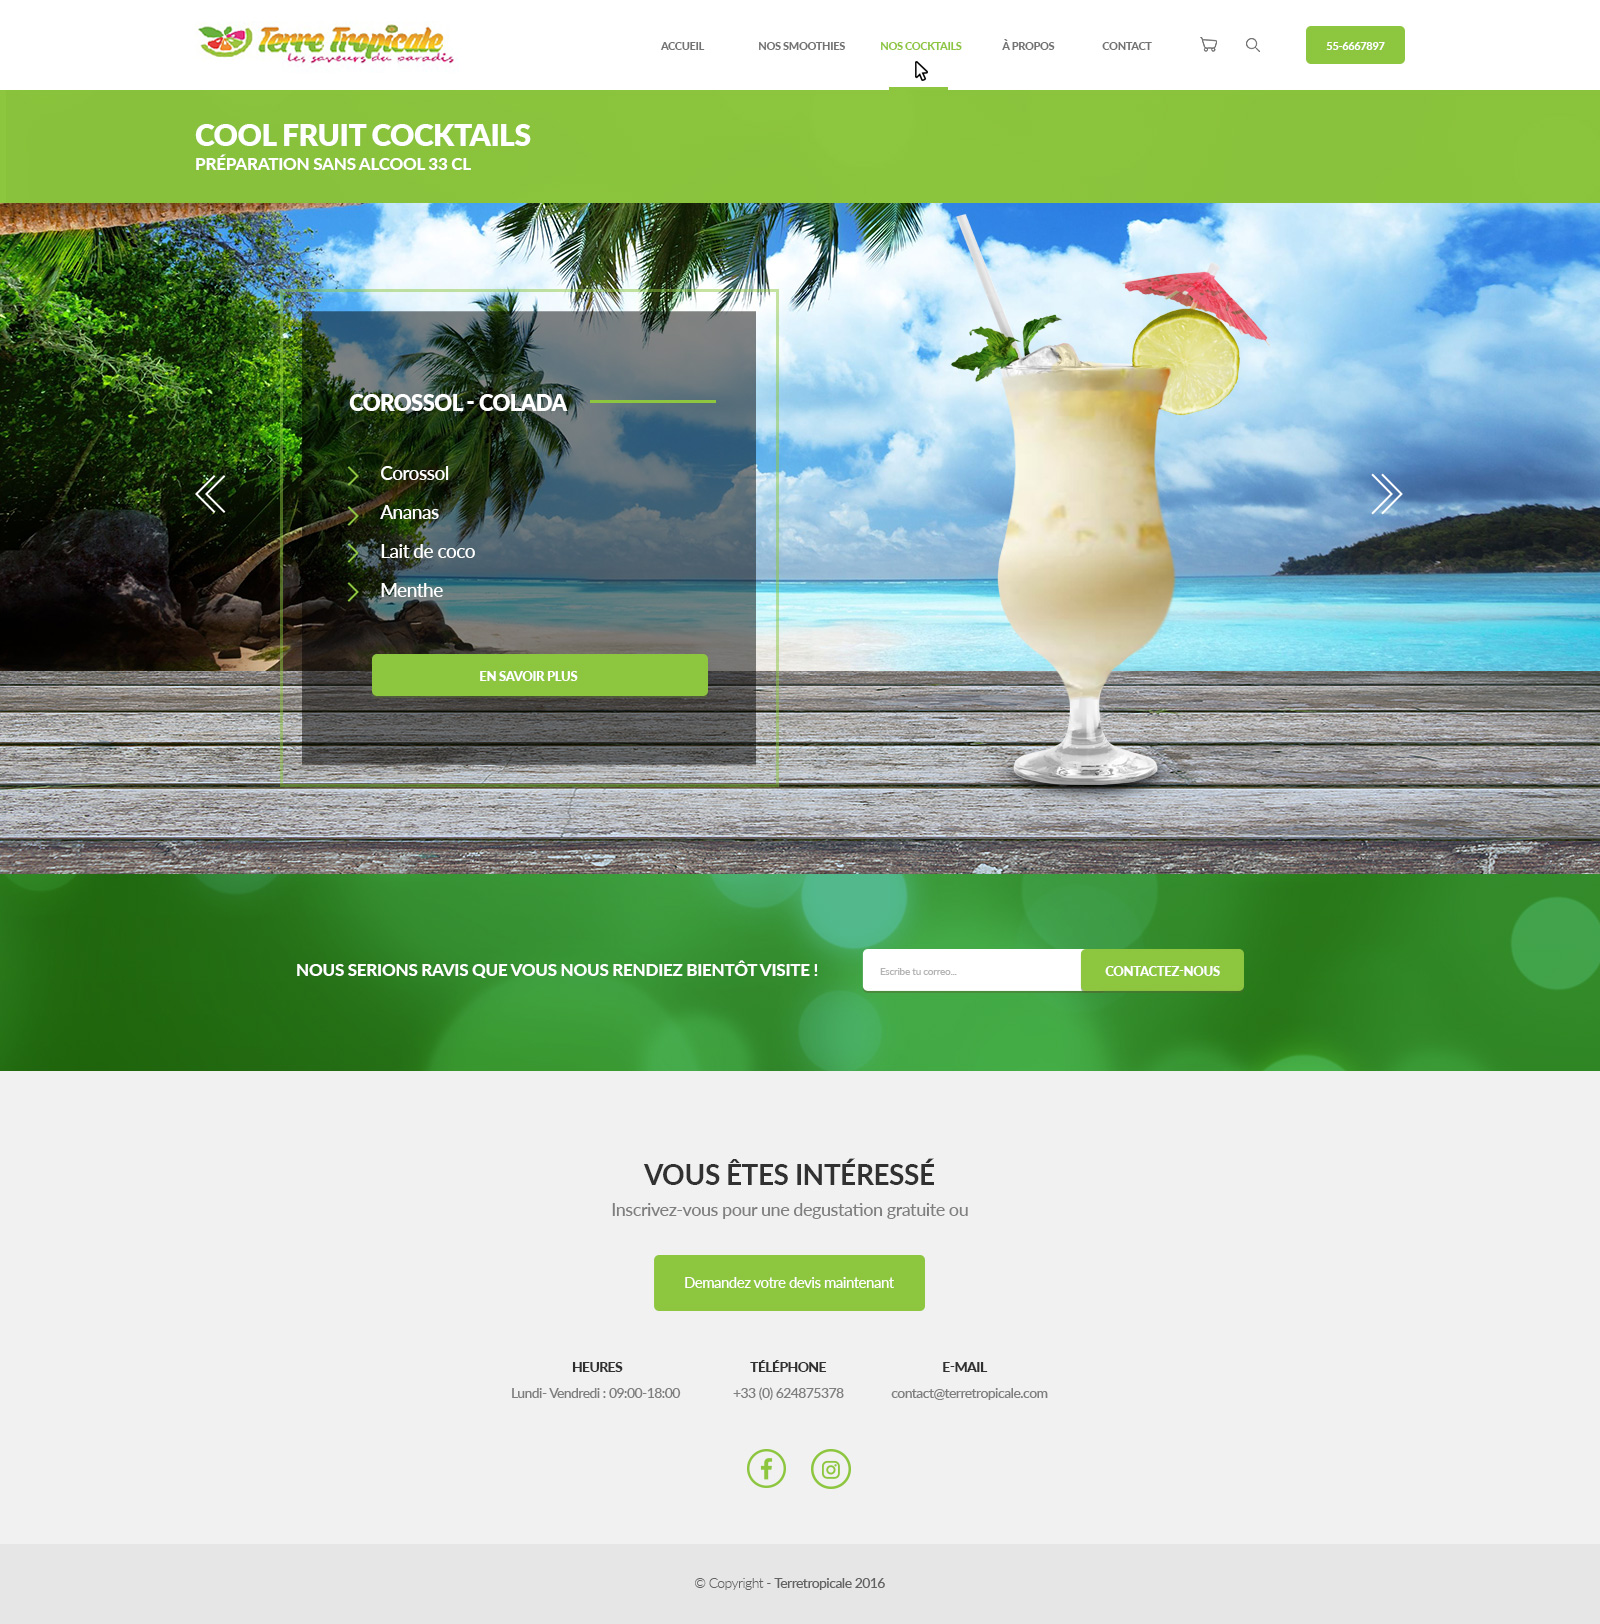 Terre Tropicale
les saveurs du paradis
ACCUEIL
NOS SMOOTHIES
NOS COCKTAILS
À PROPOS
CONTACT
55-6667897
COOL FRUIT COCKTAILS
PRÉPARATION SANS ALCOOL 33 CL
COROSSOL - COLADA
Corossol
Ananas
Lait de coco
Menthe
EN SAVOIR PLUS
NOUS SERIONS RAVIS QUE VOUS NOUS RENDIEZ BIENTÔT VISITE !
Escribe tu correo...
CONTACTEZ-NOUS
VOUS ÊTES INTÉRESSÉ
Inscrivez-vous pour une degustation gratuite ou
Demandez votre devis maintenant
HEURES
Lundi- Vendredi : 09:00-18:00
TÉLÉPHONE
+33 (0) 624875378
E-MAIL
contact@terretropicale.com
© Copyright - Terretropicale 2016